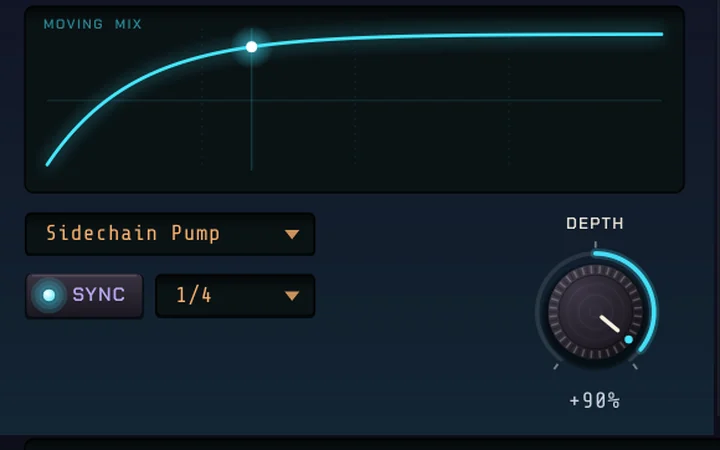 MOVING MIX
Sidechain Pump
DEPTH
SYNC
1/4
+90%